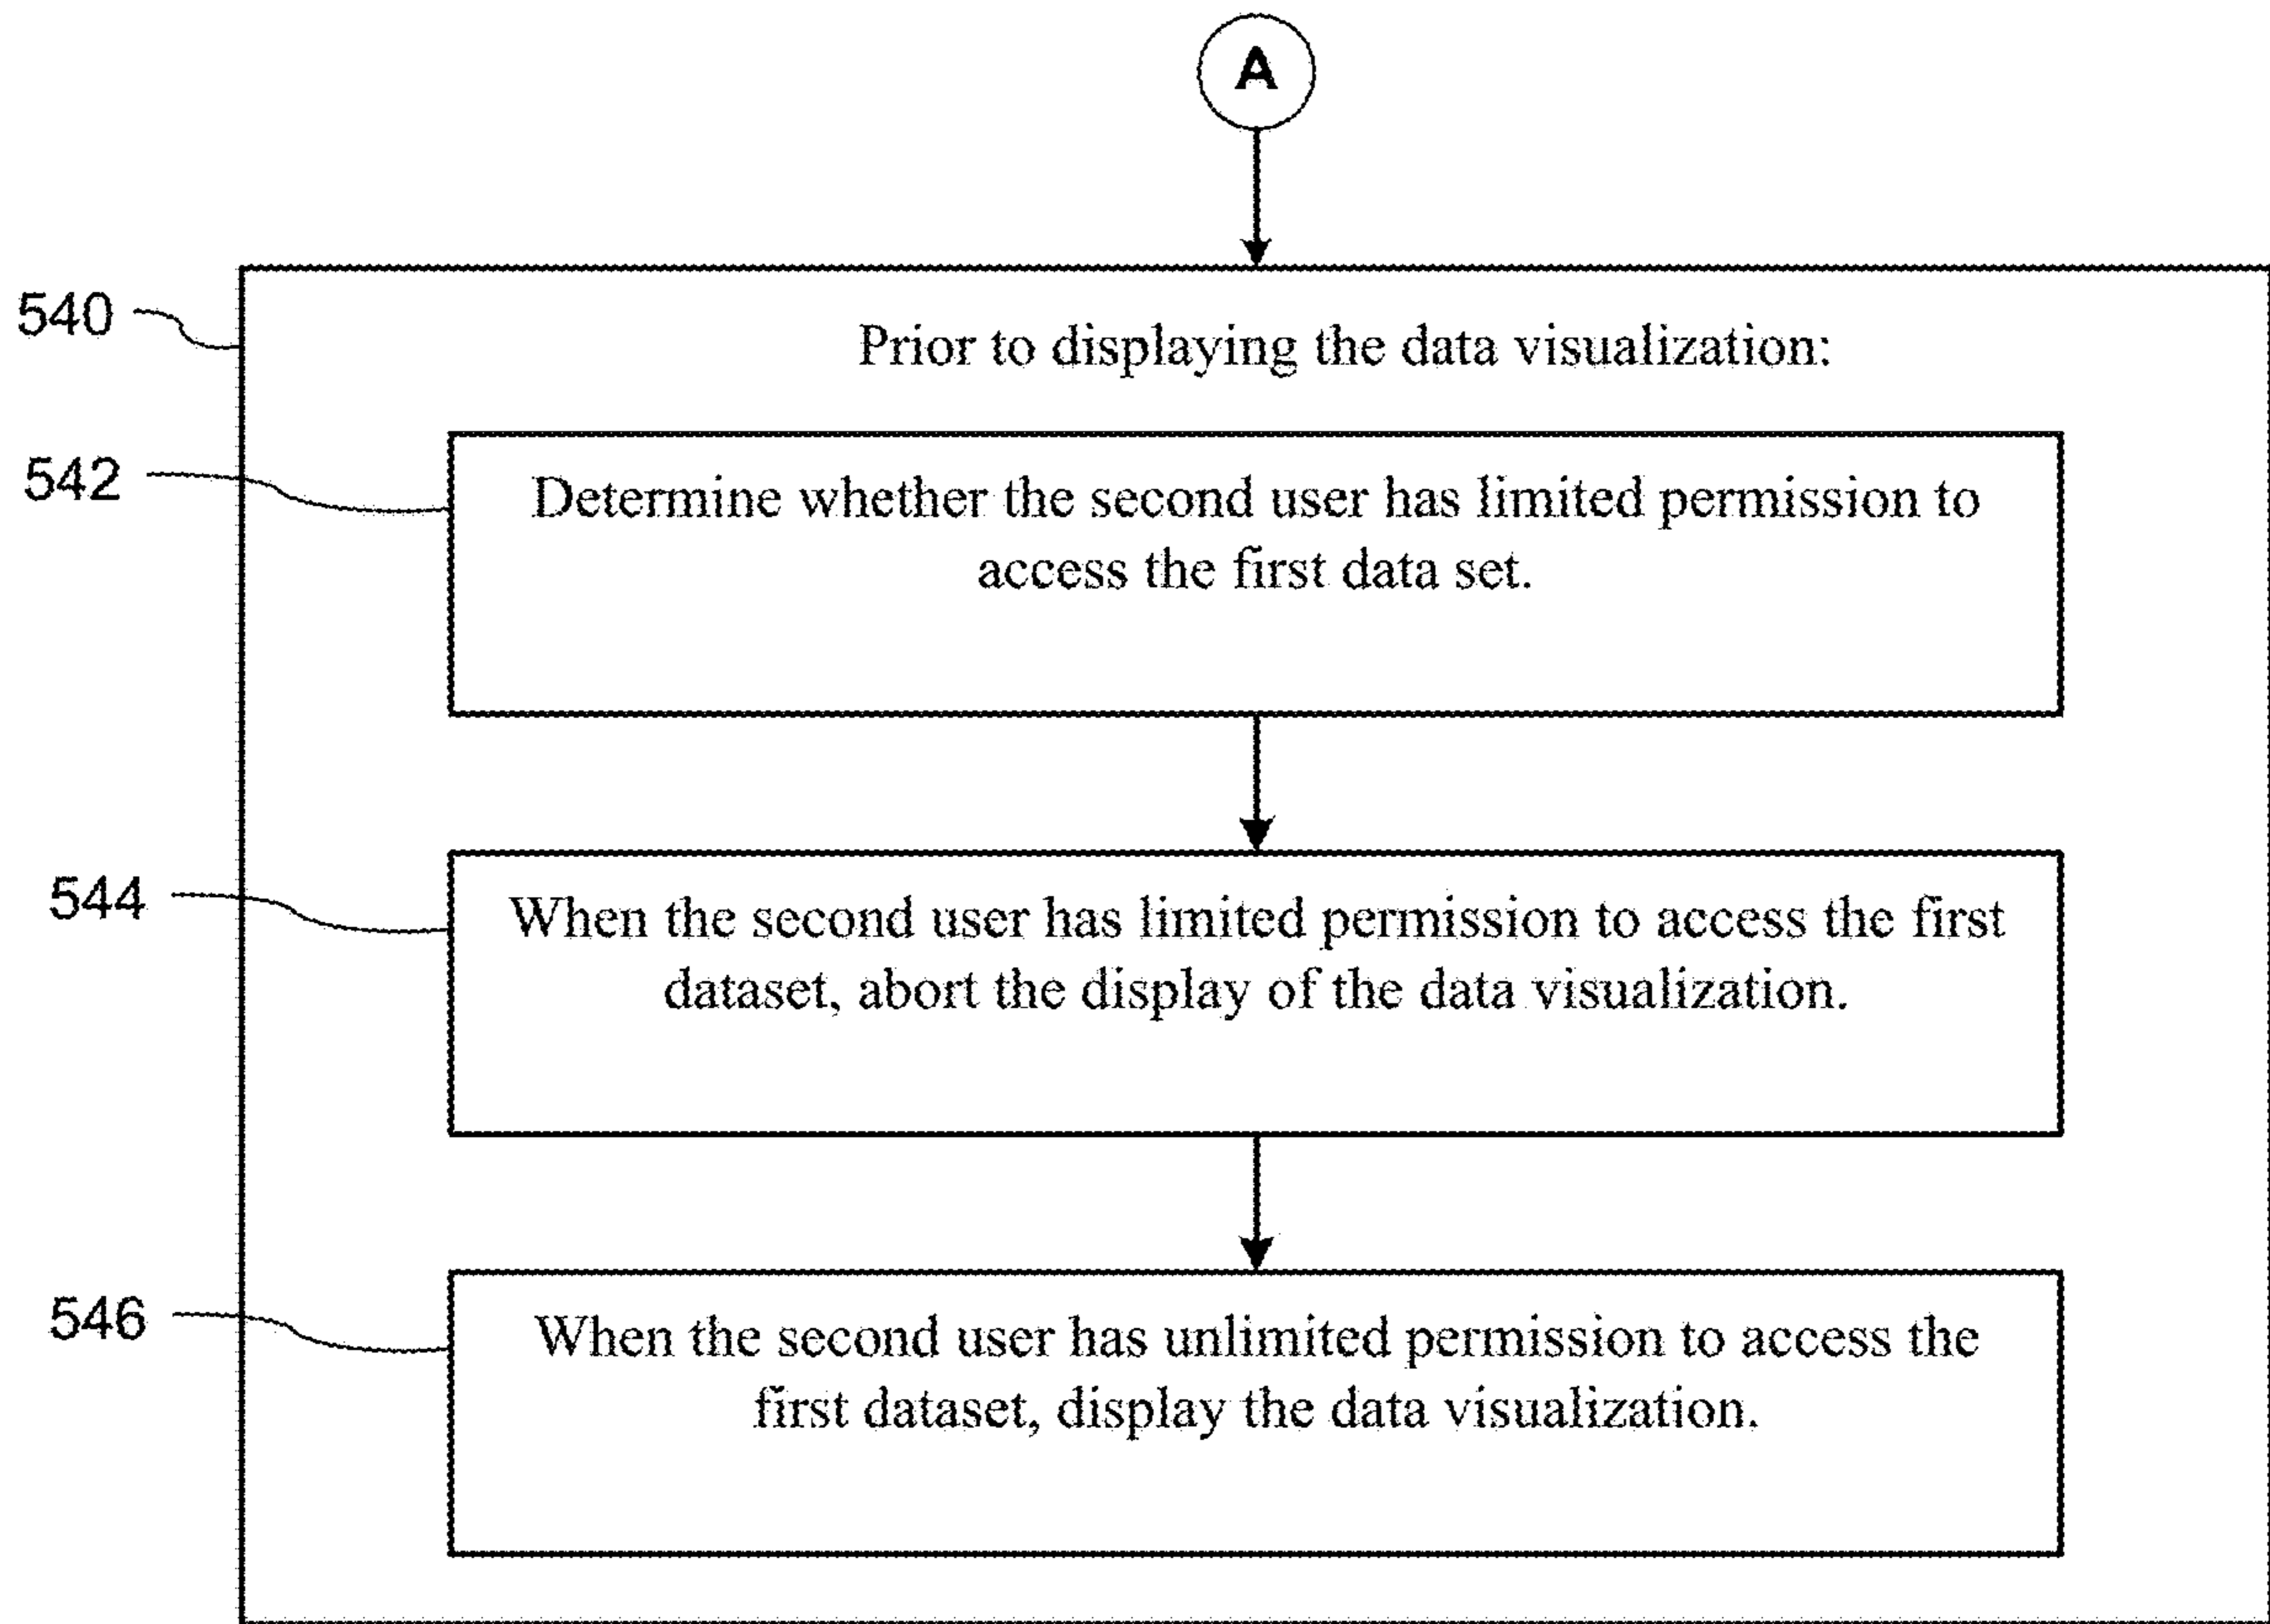 A
540
Prior to displaying the data visualization:
542
Determine whether the second user has limited permission to
access the first data set.
544
When the second user has limited permission to access the first
dataset, abort the display of the data visualization.
546
When the second user has unlimited permission to access the
first dataset, display the data visualization.